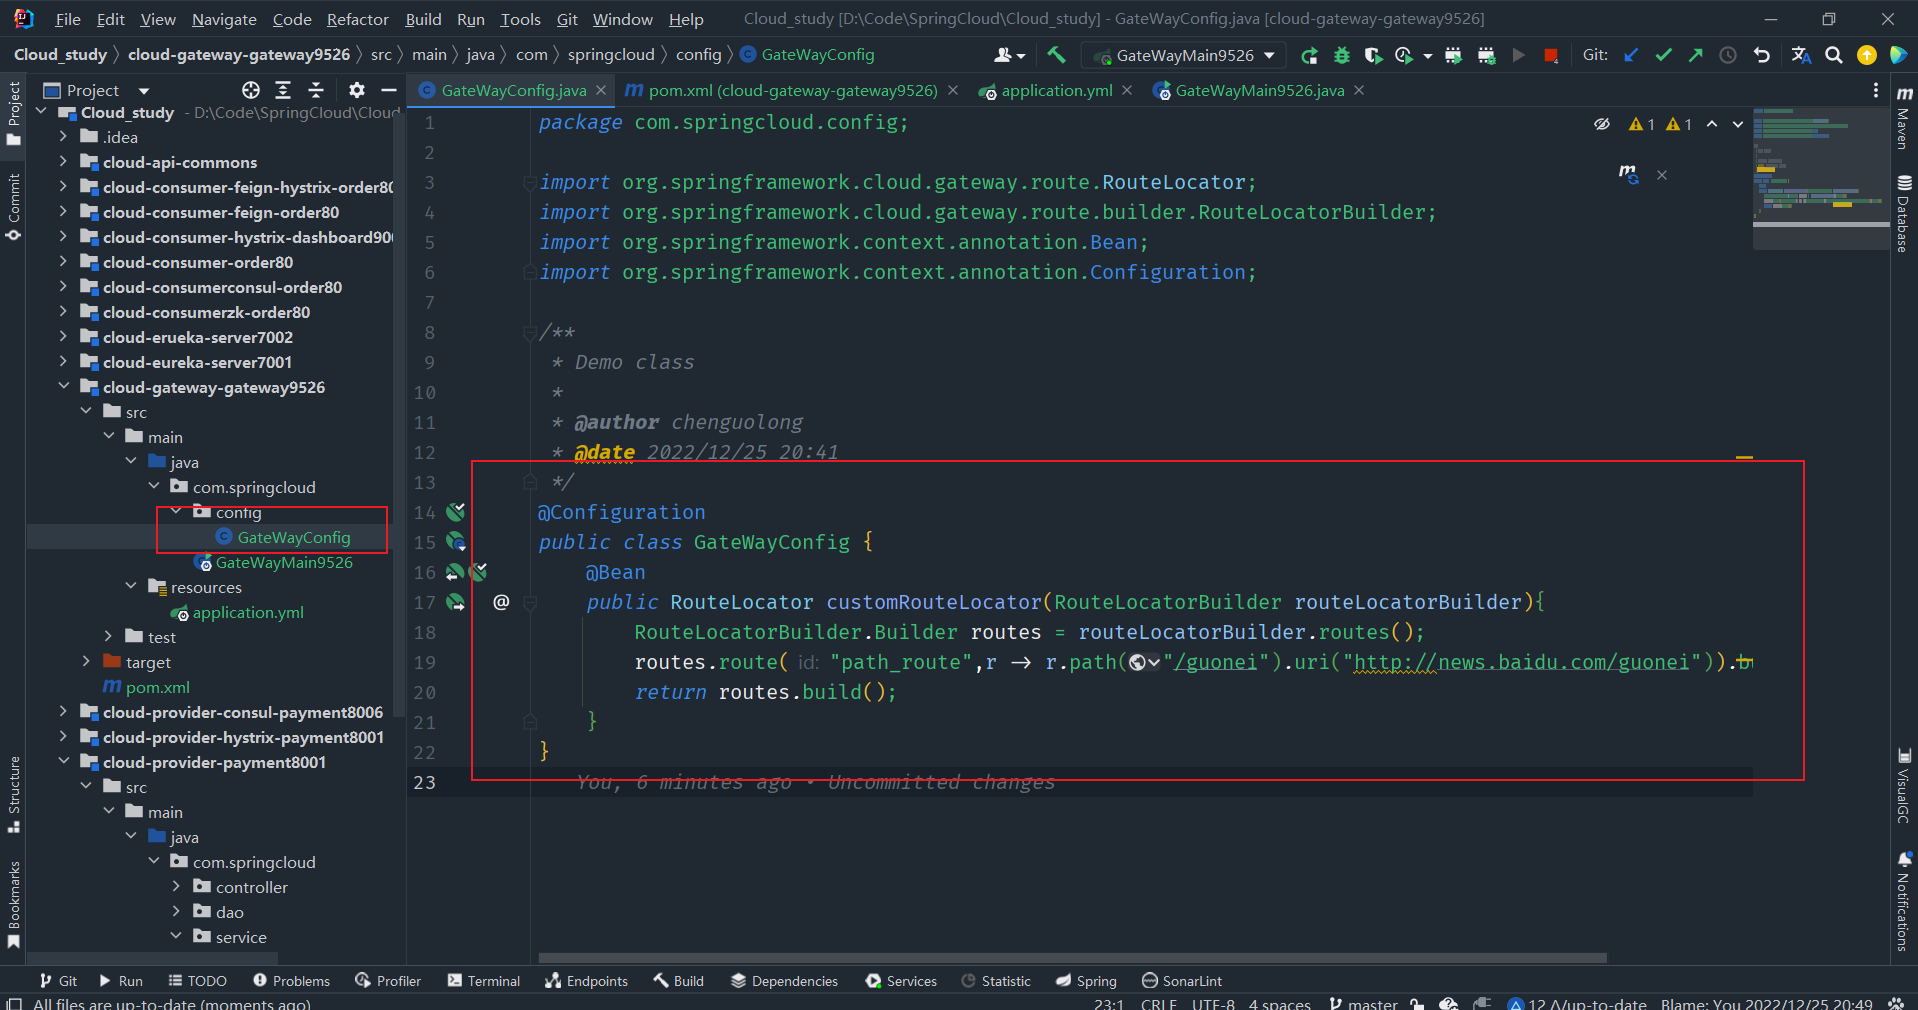 File Edit View Navigate Code Refactor Build Run Tools Git Window Help Cloud_study [D:\Code\SpringCloud\Cloud_study] - GateWayConfig.java [cloud-gateway-gateway9526]
Cloud_study cloud-gateway-gateway9526 src main java com springcloud config GateWayConfig GateWayMain9526 Git:
Project
GateWayConfig.java pom.xml (cloud-gateway-gateway9526) application.yml GateWayMain9526.java
Project
Commit
Structure
Bookmarks
Cloud_study - D:\Code\SpringCloud\Cloud
.idea
cloud-api-commons
cloud-consumer-feign-hystrix-order80
cloud-consumer-feign-order80
cloud-consumer-hystrix-dashboard900
cloud-consumer-order80
cloud-consumerconsul-order80
cloud-consumerzk-order80
cloud-erueka-server7002
cloud-eureka-server7001
cloud-gateway-gateway9526
src
main
java
com.springcloud
config
GateWayConfig
GateWayMain9526
resources
application.yml
test
target
pom.xml
cloud-provider-consul-payment8006
cloud-provider-hystrix-payment8001
cloud-provider-payment8001
src
main
java
com.springcloud
controller
dao
service
1 package com.springcloud.config;
2
3 import org.springframework.cloud.gateway.route.RouteLocator;
4 import org.springframework.cloud.gateway.route.builder.RouteLocatorBuilder;
5 import org.springframework.context.annotation.Bean;
6 import org.springframework.context.annotation.Configuration;
7
8 /**
9 * Demo class
10 *
11 * @author chenguolong
12 * @date 2022/12/25 20:41
13 */
14 @Configuration
15 public class GateWayConfig {
16 @Bean
17 @ public RouteLocator customRouteLocator(RouteLocatorBuilder routeLocatorBuilder){
18 RouteLocatorBuilder.Builder routes = routeLocatorBuilder.routes();
19 routes.route( id: "path_route",r → r.path("/guonei").uri("http://news.baidu.com/guonei")).b
20 return routes.build();
21 }
22 }
23 You, 6 minutes ago • Uncommitted changes
1 1
Maven
Database
VisualGC
Notifications
Git Run TODO Problems Profiler Terminal Endpoints Build Dependencies Services Statistic Spring SonarLint
All files are up-to-date (moments ago) 23:1 CRLF UTF-8 4 spaces master 12 Λ/up-to-date Blame: You 2022/12/25 20:49